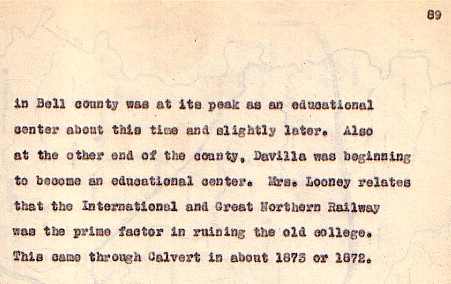 89
in Bell county was at its peak as an educational
center about this time and slightly later. Also
at the other end of the county, Davilla was beginning
to become an educational center. Mrs. Looney relates
that the International and Great Northern Railway
was the prime factor in ruining the old college.
This came through Calvert in about 1873 or 1872.